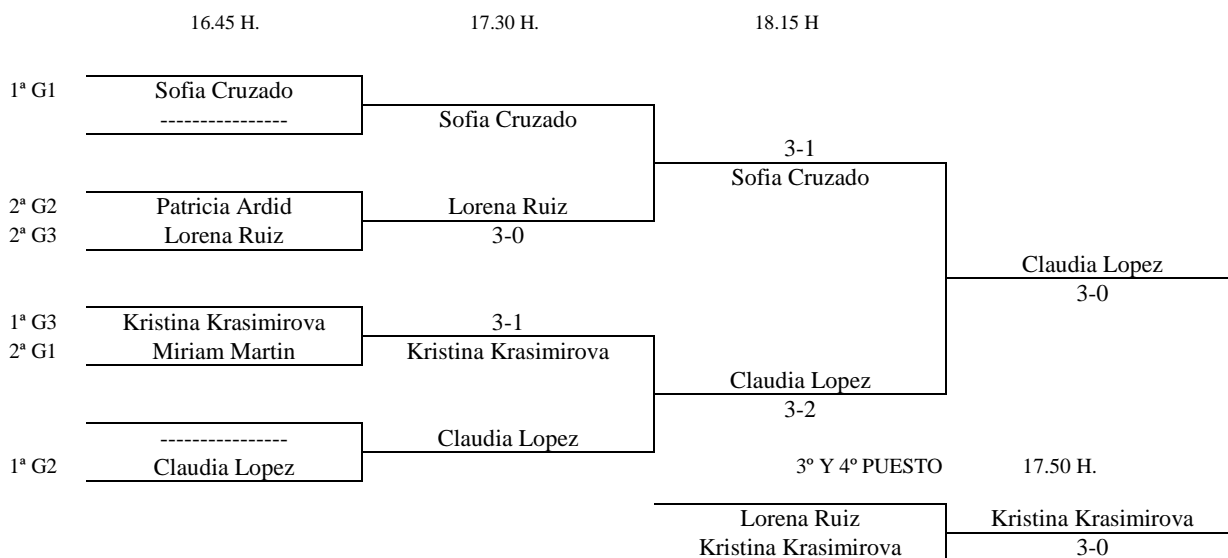 16.45 H. 17.30 H. 18.15 H
1ª G1 Sofia Cruzado
---------------- Sofia Cruzado
3-1
Sofia Cruzado
2ª G2 Patricia Ardid Lorena Ruiz
2ª G3 Lorena Ruiz 3-0
Claudia Lopez
3-0
1ª G3 Kristina Krasimirova 3-1
2ª G1 Miriam Martin Kristina Krasimirova
Claudia Lopez
3-2
---------------- Claudia Lopez
1ª G2 Claudia Lopez 3º Y 4º PUESTO 17.50 H.
Lorena Ruiz Kristina Krasimirova
Kristina Krasimirova 3-0